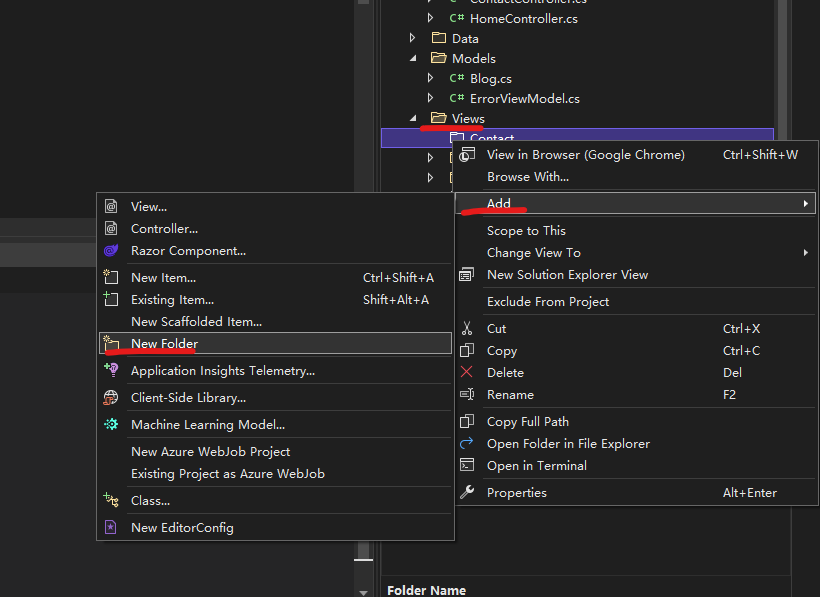 ContactController.cs
C# HomeController.cs
Data
Models
C# Blog.cs
C# ErrorViewModel.cs
Views
Contact
View in Browser (Google Chrome) Ctrl+Shift+W
Browse With...
Add
Scope to This
Change View To
New Solution Explorer View
Exclude From Project
Cut Ctrl+X
Copy Ctrl+C
Delete Del
Rename F2
Copy Full Path
Open Folder in File Explorer
Open in Terminal
Properties Alt+Enter
View...
Controller...
Razor Component...
New Item... Ctrl+Shift+A
Existing Item... Shift+Alt+A
New Scaffolded Item...
New Folder
Application Insights Telemetry...
Client-Side Library...
Machine Learning Model...
New Azure WebJob Project
Existing Project as Azure WebJob
Class...
New EditorConfig
Folder Name